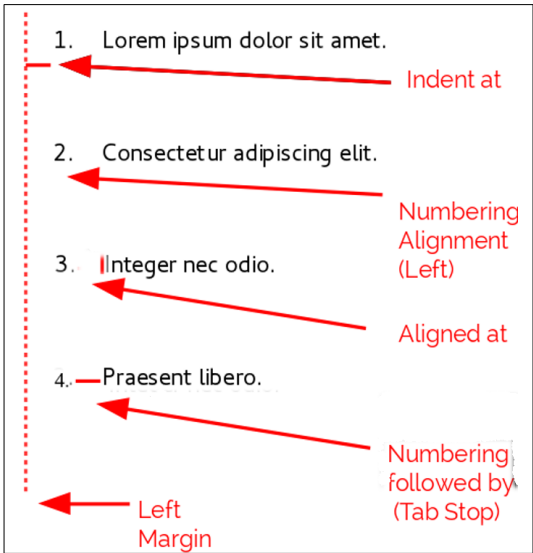 1. Lorem ipsum dolor sit amet.
Indent at
2. Consectetur adipiscing elit.
Numbering
Alignment
(Left)
3. Integer nec odio.
Aligned at
4. Praesent libero.
Numbering
followed by
(Tab Stop)
Left
Margin